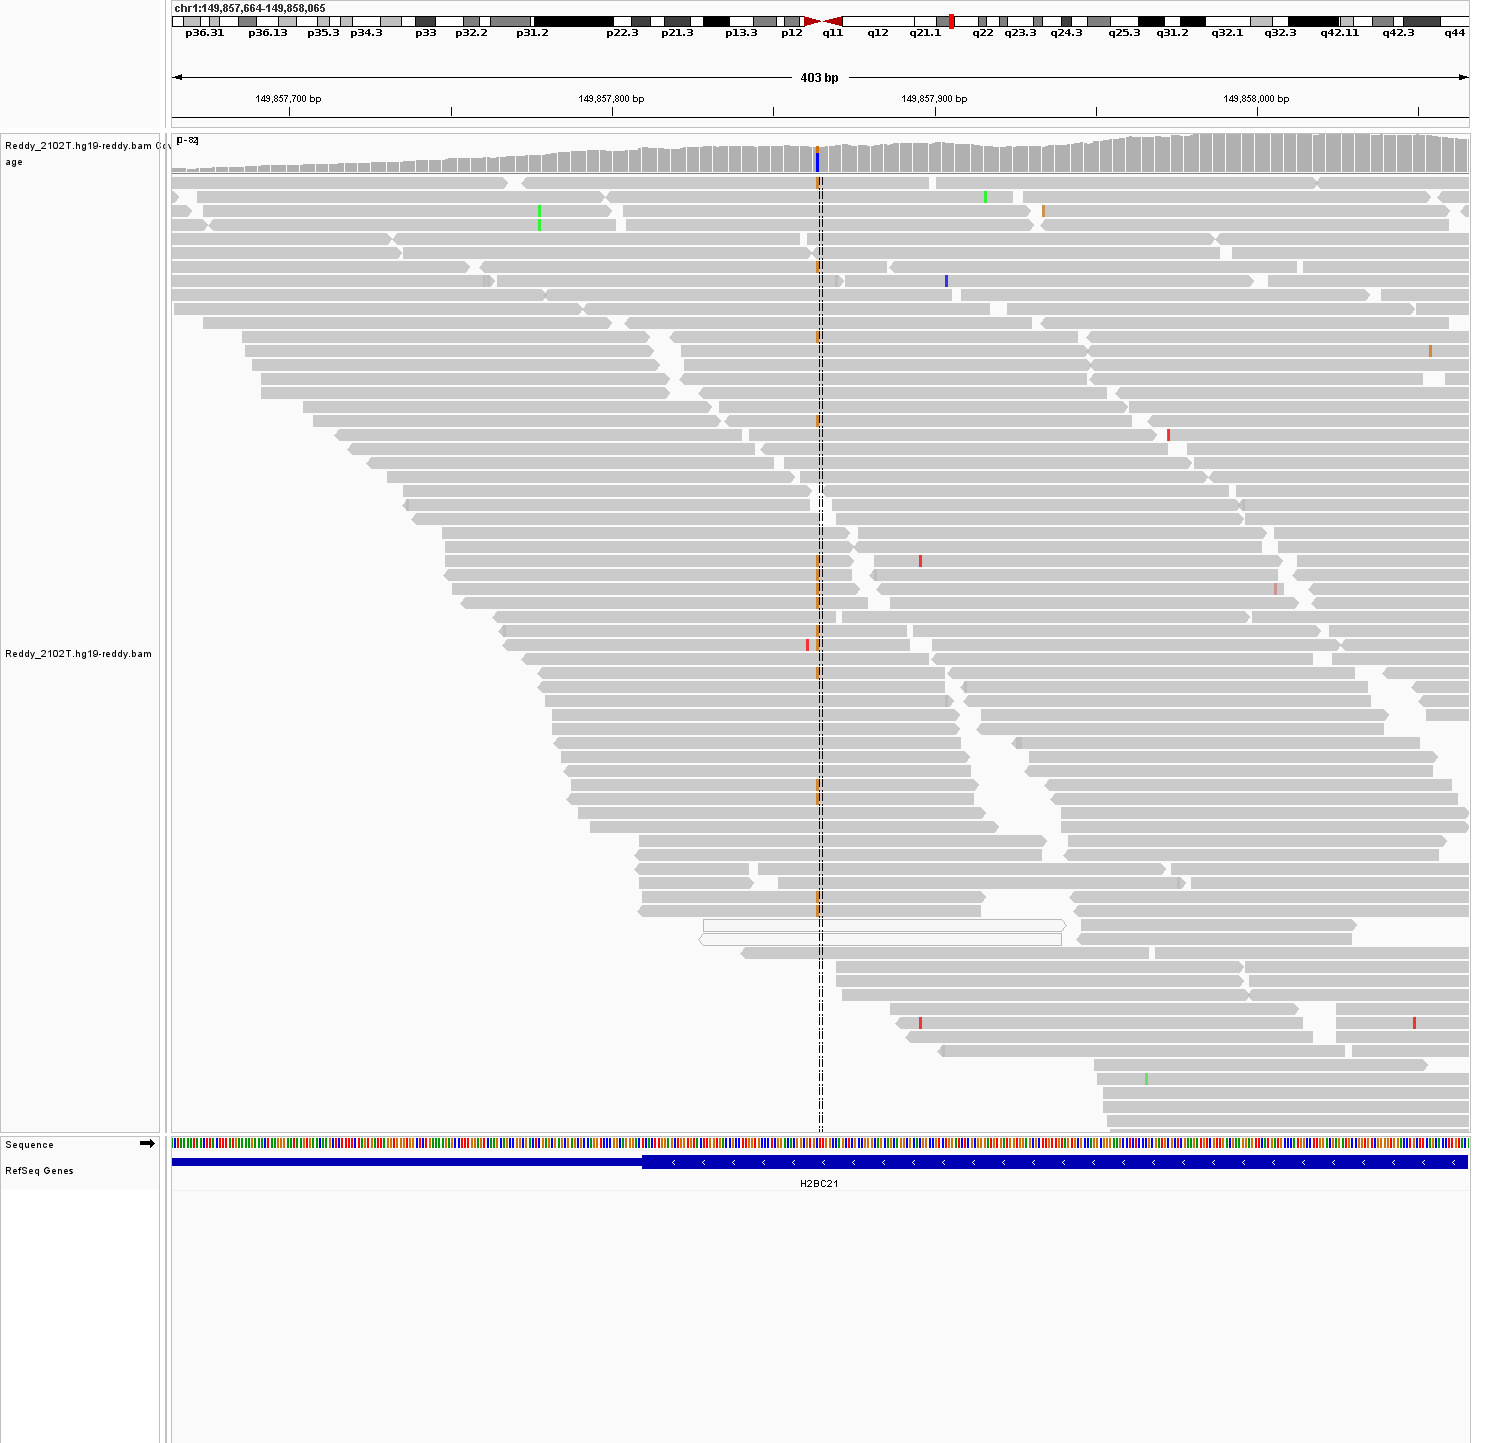 chr1:149,857,664-149,858,065
p36.31 p36.13 p35.3 p34.3 p33 p32.2 p31.2 p22.3 p21.3 p13.3 p12 q11 q12 q21.1 q22 q23.3 q24.3 q25.3 q31.2 q32.1 q32.3 q42.11 q42.3 q44
403 bp
149,857,700 bp 149,857,800 bp 149,857,900 bp 149,858,000 bp
[0 - 82]
Reddy_2102T.hg19-reddy.bam Cov
age
Reddy_2102T.hg19-reddy.bam
Sequence
RefSeq Genes
H2BC21